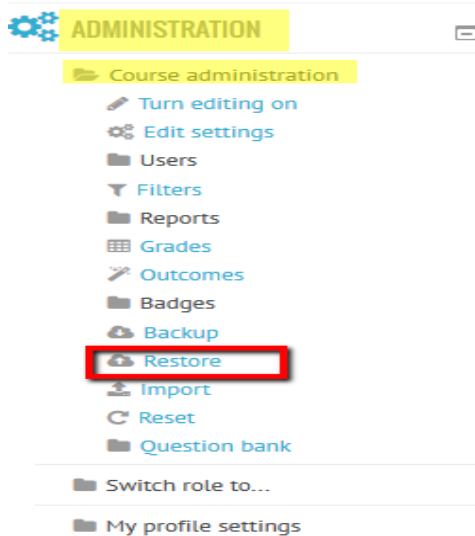 ADMINISTRATION
Course administration
Turn editing on
Edit settings
Users
Filters
Reports
Grades
Outcomes
Badges
Backup
Restore
Import
Reset
Question bank
Switch role to...
My profile settings